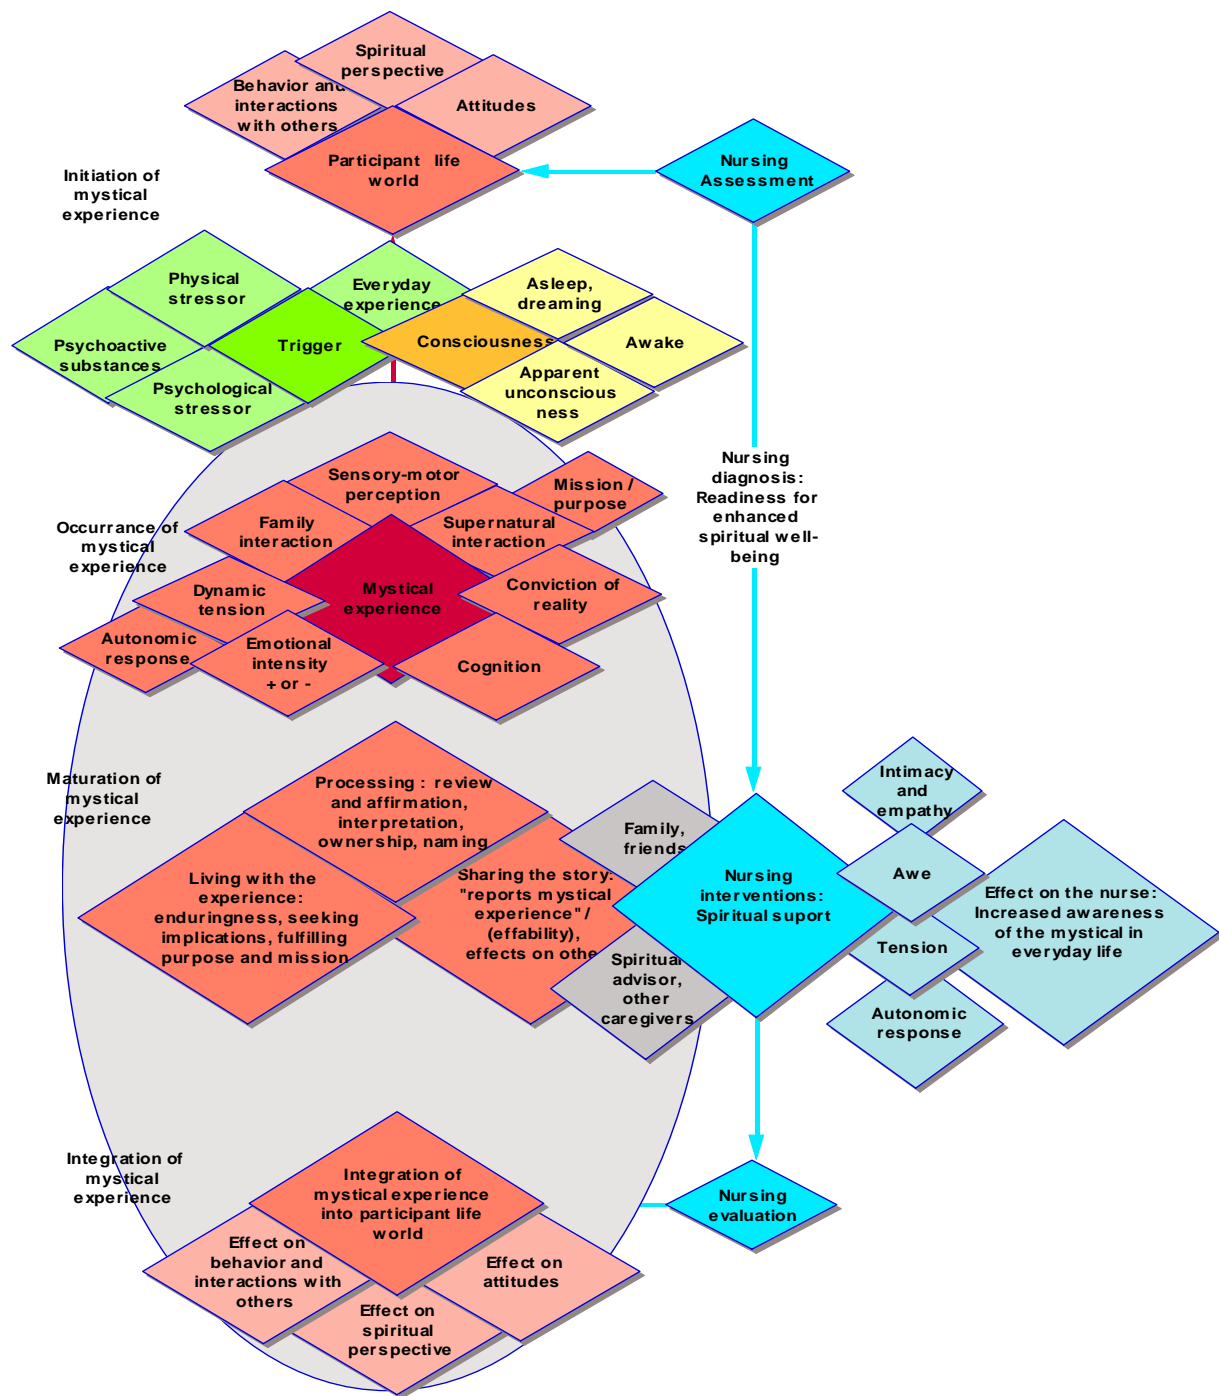 Spiritual
perspective
Behavior and
interactions
with others
Attitudes
Participant life
world
Nursing
Assessment
Initiation of
mystical
experience
Physical
stressor
Everyday
experience
Asleep,
dreaming
Psychoactive
substances
Trigger
Consciousness
Awake
Psychological
stressor
Apparent
unconscious
ness
Nursing
diagnosis:
Readiness for
enhanced
spiritual well-
being
Sensory-motor
perception
Mission /
purpose
Occurrance of
mystical
experience
Family
interaction
Supernatural
interaction
Dynamic
tension
Mystical
experience
Conviction of
reality
Autonomic
response
Emotional
intensity
+ or -
Cognition
Maturation of
mystical
experience
Processing : review
and affirmation,
interpretation,
ownership, naming
Living with the
experience:
enduringness, seeking
implications, fulfilling
purpose and mission
Sharing the story:
"reports mystical
experience" /
(effability),
effects on othe
Family,
friends
Spiritual
advisor,
other
caregivers
Nursing
interventions:
Spiritual suport
Intimacy
and
empathy
Awe
Tension
Autonomic
response
Effect on the nurse:
Increased awareness
of the mystical in
everyday life
Integration of
mystical
experience
Integration of
mystical experience
into participant life
world
Nursing
evaluation
Effect on
behavior and
interactions with
others
Effect on
attitudes
Effect on
spiritual
perspective